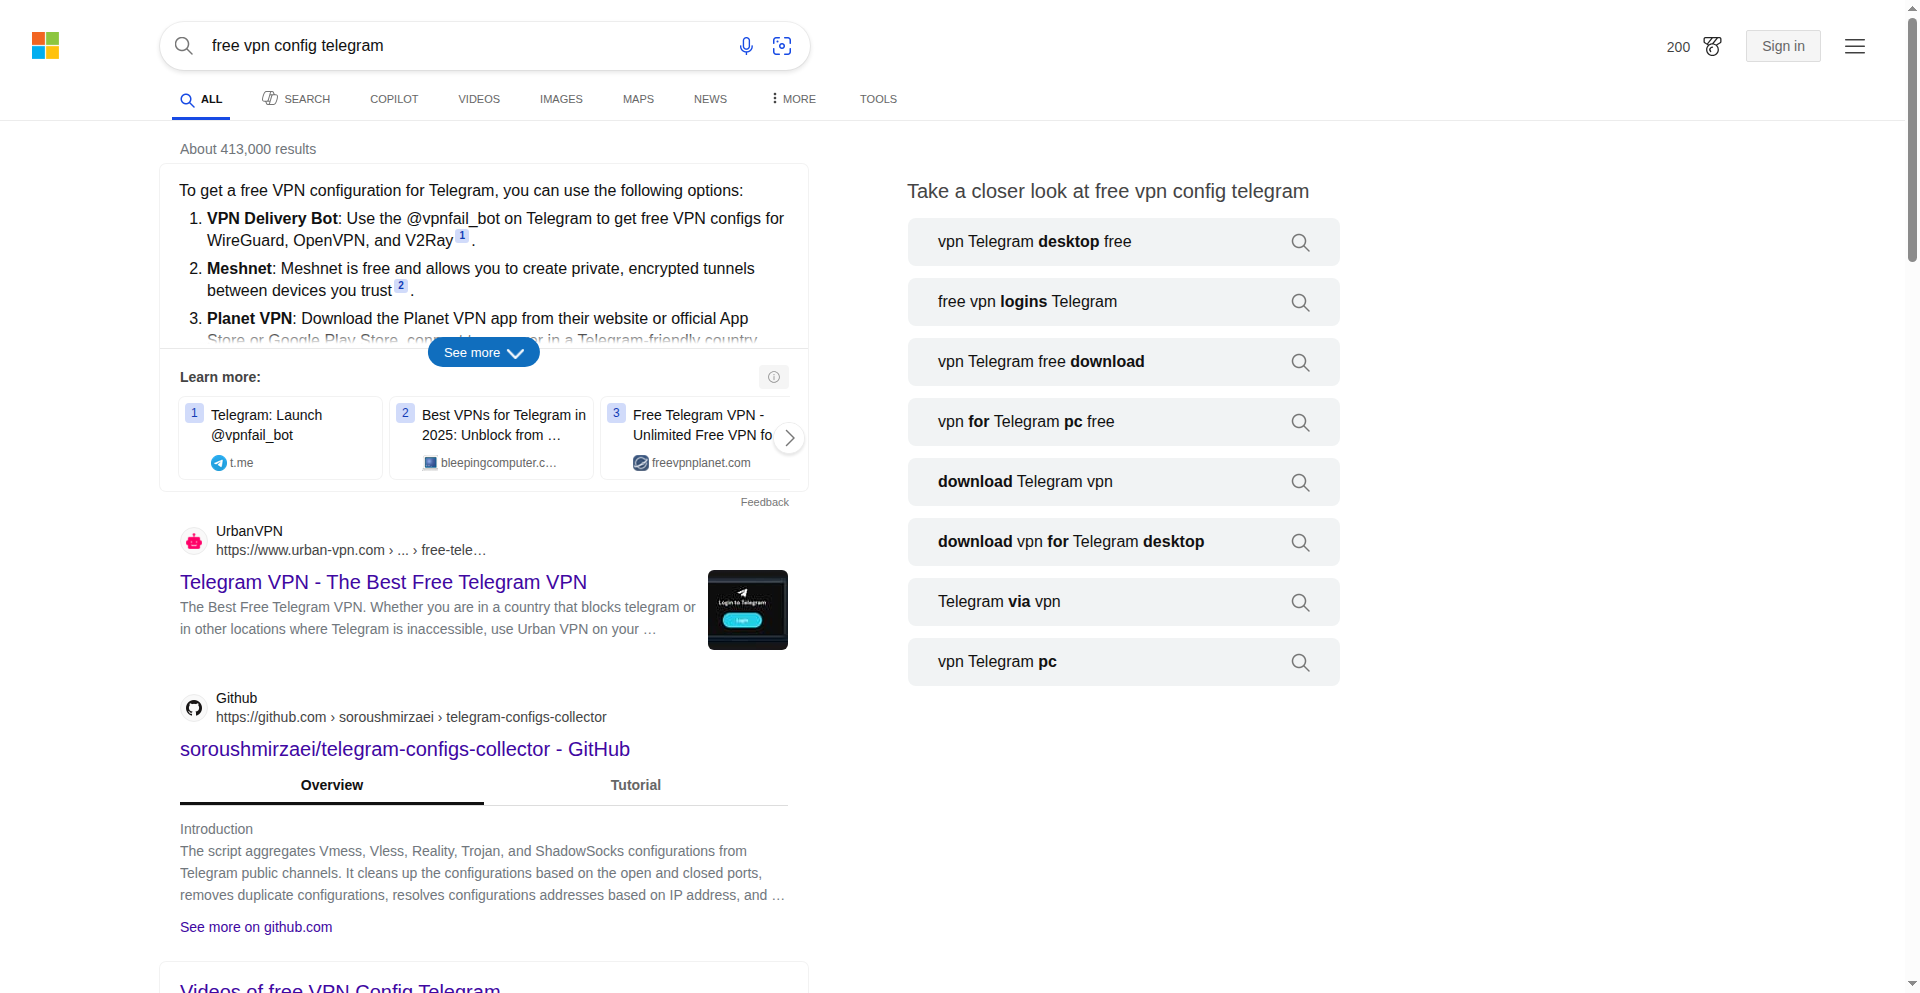 free vpn config telegram
200
Sign in
ALL
SEARCH
COPILOT
VIDEOS
IMAGES
MAPS
NEWS
MORE
TOOLS
About 413,000 results
To get a free VPN configuration for Telegram, you can use the following options:
1. VPN Delivery Bot: Use the @vpnfail_bot on Telegram to get free VPN configs for
WireGuard, OpenVPN, and V2Ray 1 .
2. Meshnet: Meshnet is free and allows you to create private, encrypted tunnels
between devices you trust 2 .
3. Planet VPN: Download the Planet VPN app from their website or official App
Store or Google Play Store, in a Telegram-friendly country
See more
Learn more:
1 Telegram: Launch
@vpnfail_bot
t.me
2 Best VPNs for Telegram in
2025: Unblock from …
bleepingcomputer.c…
3 Free Telegram VPN -
Unlimited Free VPN fo
freevpnplanet.com
Feedback
UrbanVPN
https://www.urban-vpn.com › ... › free-tele…
Telegram VPN - The Best Free Telegram VPN
The Best Free Telegram VPN. Whether you are in a country that blocks telegram or
in other locations where Telegram is inaccessible, use Urban VPN on your …
Login to Telegram
Login
Github
https://github.com › soroushmirzaei › telegram-configs-collector
soroushmirzaei/telegram-configs-collector - GitHub
Overview
Tutorial
Introduction
The script aggregates Vmess, Vless, Reality, Trojan, and ShadowSocks configurations from
Telegram public channels. It cleans up the configurations based on the open and closed ports,
removes duplicate configurations, resolves configurations addresses based on IP address, and …
See more on github.com
Videos of free VPN Config Telegram
Take a closer look at free vpn config telegram
vpn Telegram desktop free
free vpn logins Telegram
vpn Telegram free download
vpn for Telegram pc free
download Telegram vpn
download vpn for Telegram desktop
Telegram via vpn
vpn Telegram pc